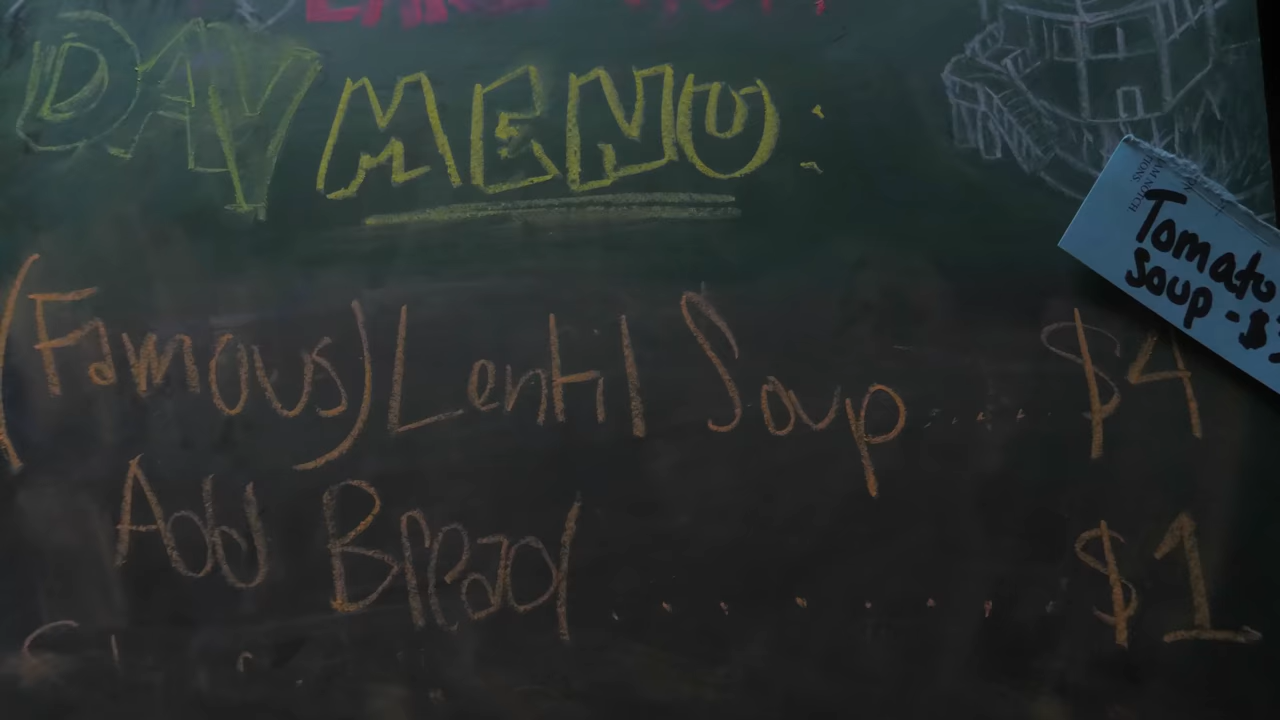 DAY MENU:
Tomato
Soup - $
(Famous) Lentil Soup.... $4
Add Bread ........ $1